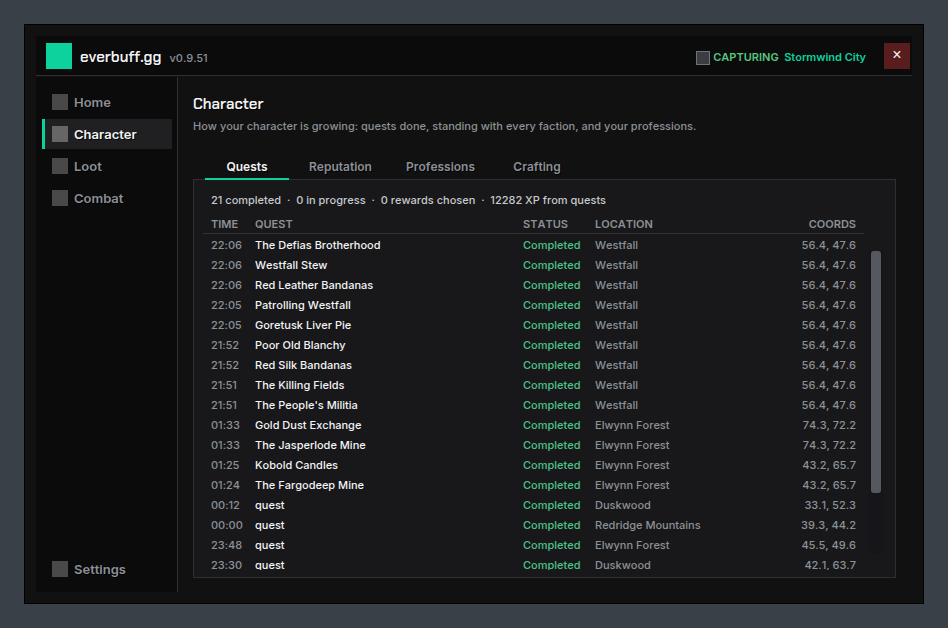 everbuff.gg v0.9.51 CAPTURING Stormwind City ×
Home
Character
Loot
Combat
Settings
Character
How your character is growing: quests done, standing with every faction, and your professions.
Quests Reputation Professions Crafting
21 completed · 0 in progress · 0 rewards chosen · 12282 XP from quests
TIME QUEST STATUS LOCATION COORDS
22:06 The Defias Brotherhood Completed Westfall 56.4, 47.6
22:06 Westfall Stew Completed Westfall 56.4, 47.6
22:06 Red Leather Bandanas Completed Westfall 56.4, 47.6
22:05 Patrolling Westfall Completed Westfall 56.4, 47.6
22:05 Goretusk Liver Pie Completed Westfall 56.4, 47.6
21:52 Poor Old Blanchy Completed Westfall 56.4, 47.6
21:52 Red Silk Bandanas Completed Westfall 56.4, 47.6
21:51 The Killing Fields Completed Westfall 56.4, 47.6
21:51 The People's Militia Completed Westfall 56.4, 47.6
01:33 Gold Dust Exchange Completed Elwynn Forest 74.3, 72.2
01:33 The Jasperlode Mine Completed Elwynn Forest 74.3, 72.2
01:25 Kobold Candles Completed Elwynn Forest 43.2, 65.7
01:24 The Fargodeep Mine Completed Elwynn Forest 43.2, 65.7
00:12 quest Completed Duskwood 33.1, 52.3
00:00 quest Completed Redridge Mountains 39.3, 44.2
23:48 quest Completed Elwynn Forest 45.5, 49.6
23:30 quest Completed Duskwood 42.1, 63.7